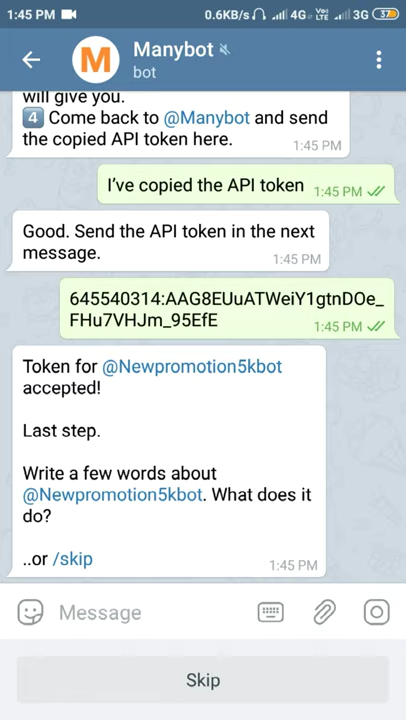 1:45 PM 0.6KB/s 4G Vo LTE 3G 37
Manybot
bot
will give you.
4 Come back to @Manybot and send
the copied API token here.
1:45 PM
I've copied the API token 1:45 PM
Good. Send the API token in the next
message.
1:45 PM
645540314:AAG8EUuATWeiY1gtnDOe_
FHu7VHJm_95EfE
1:45 PM
Token for @Newpromotion5kbot
accepted!
Last step.
Write a few words about
@Newpromotion5kbot. What does it
do?
..or /skip
1:45 PM
Message
Skip